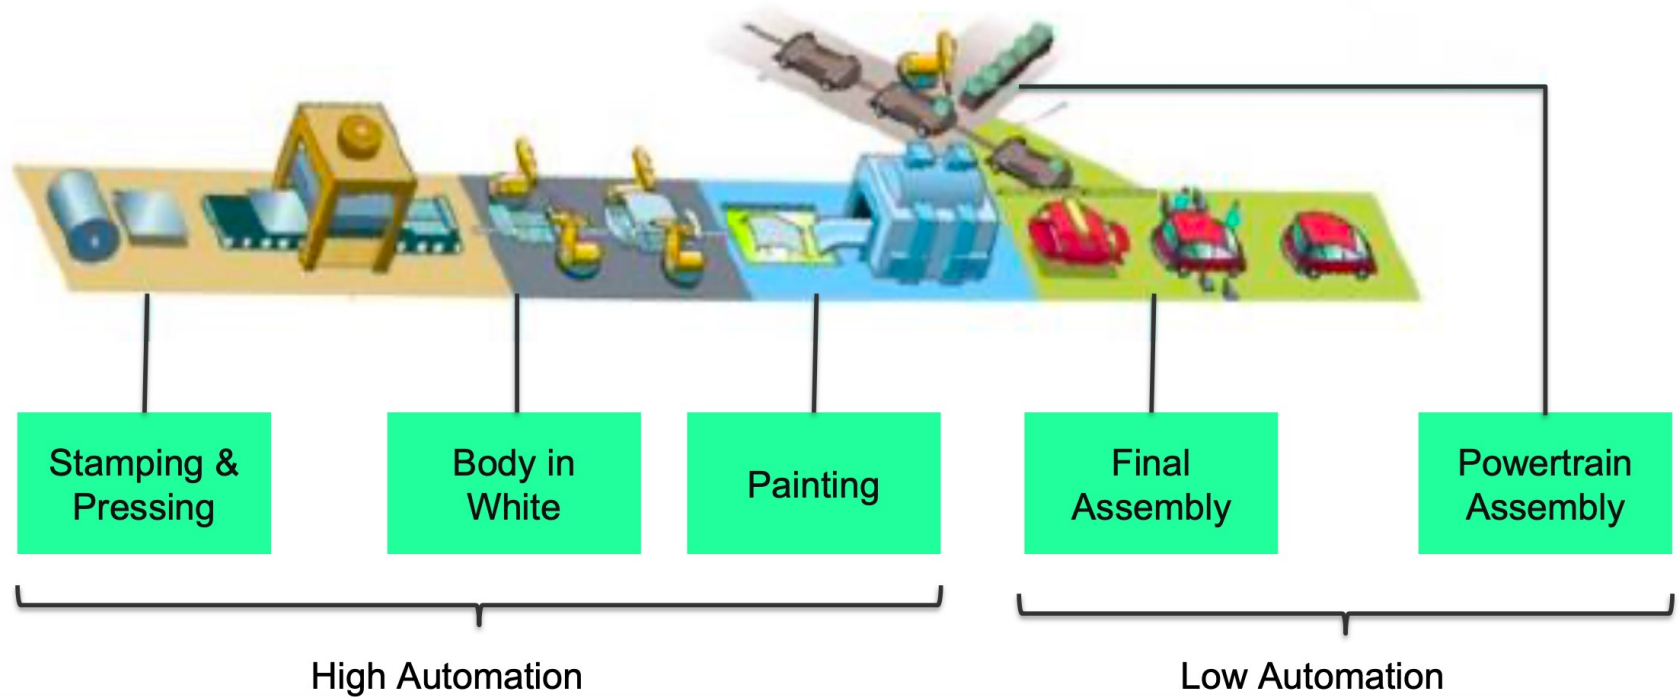 Stamping &
Pressing
Body in
White
Painting
Final
Assembly
Powertrain
Assembly
High Automation
Low Automation